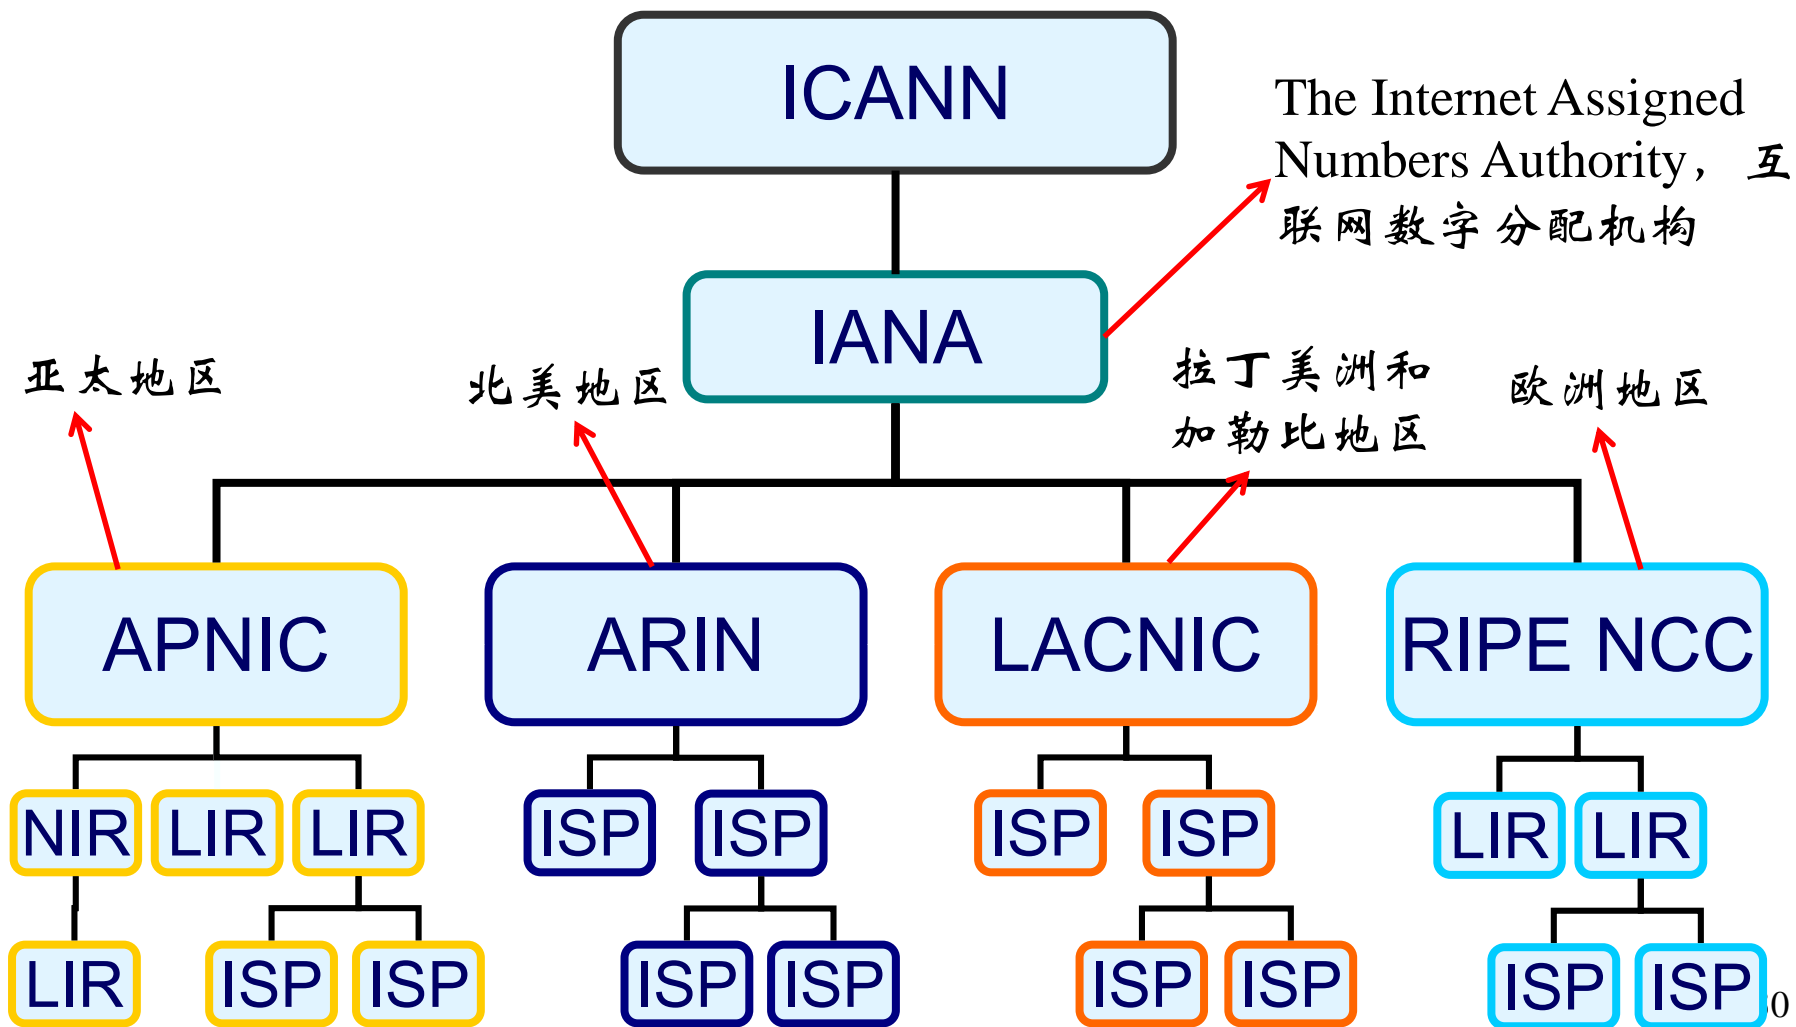 ICANN
The Internet Assigned
Numbers Authority，互
联网数字分配机构
IANA
亚太地区
北美地区
拉丁美洲和
加勒比地区
欧洲地区
APNIC
ARIN
LACNIC
RIPE NCC
NIR
LIR
LIR
ISP
ISP
ISP
ISP
LIR
LIR
LIR
ISP
ISP
ISP
ISP
ISP
ISP
ISP
ISP